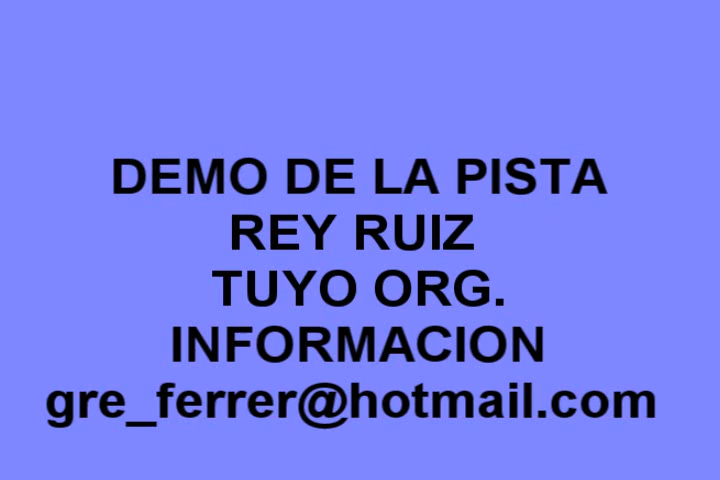 DEMO DE LA PISTA
REY RUIZ
TUYO ORG.
INFORMACION
gre_ferrer@hotmail.com